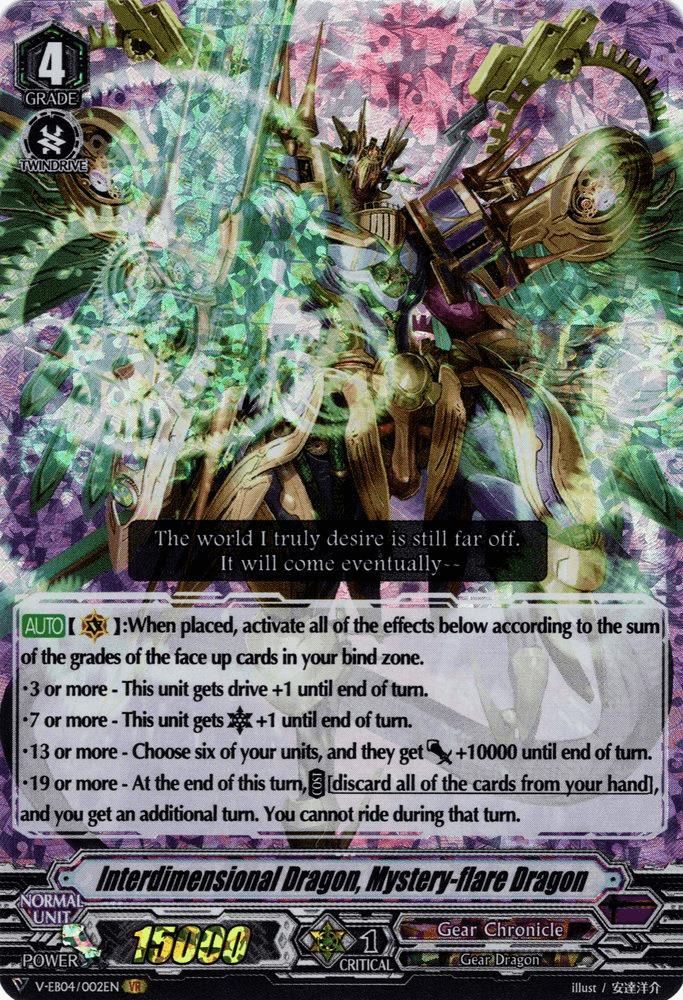 4
GRADE
TWINDRIVE
The world I truly desire is still far off.
It will come eventually--
AUTO【 】:When placed, activate all of the effects below according to the sum
of the grades of the face up cards in your bind zone.
·3 or more - This unit gets drive +1 until end of turn.
·7 or more - This unit gets +1 until end of turn.
·13 or more - Choose six of your units, and they get +10000 until end of turn.
·19 or more - At the end of this turn, COST [discard all of the cards from your hand],
and you get an additional turn. You cannot ride during that turn.
Interdimensional Dragon, Mystery-flare Dragon
NORMAL
UNIT
POWER
15000
1
CRITICAL
Gear Chronicle
Gear Dragon
V-EB04/002EN VR
illust / 安達洋介